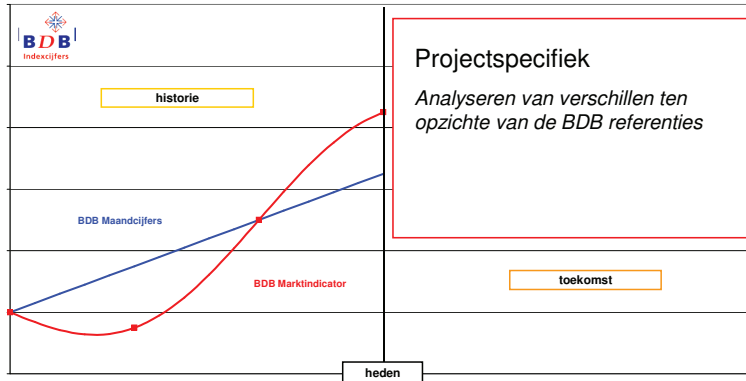 BDB
Indexcijfers
historie
Projectspecifiek
Analyseren van verschillen ten
opzichte van de BDB referenties
BDB Maandcijfers
BDB Marktindicator
toekomst
heden